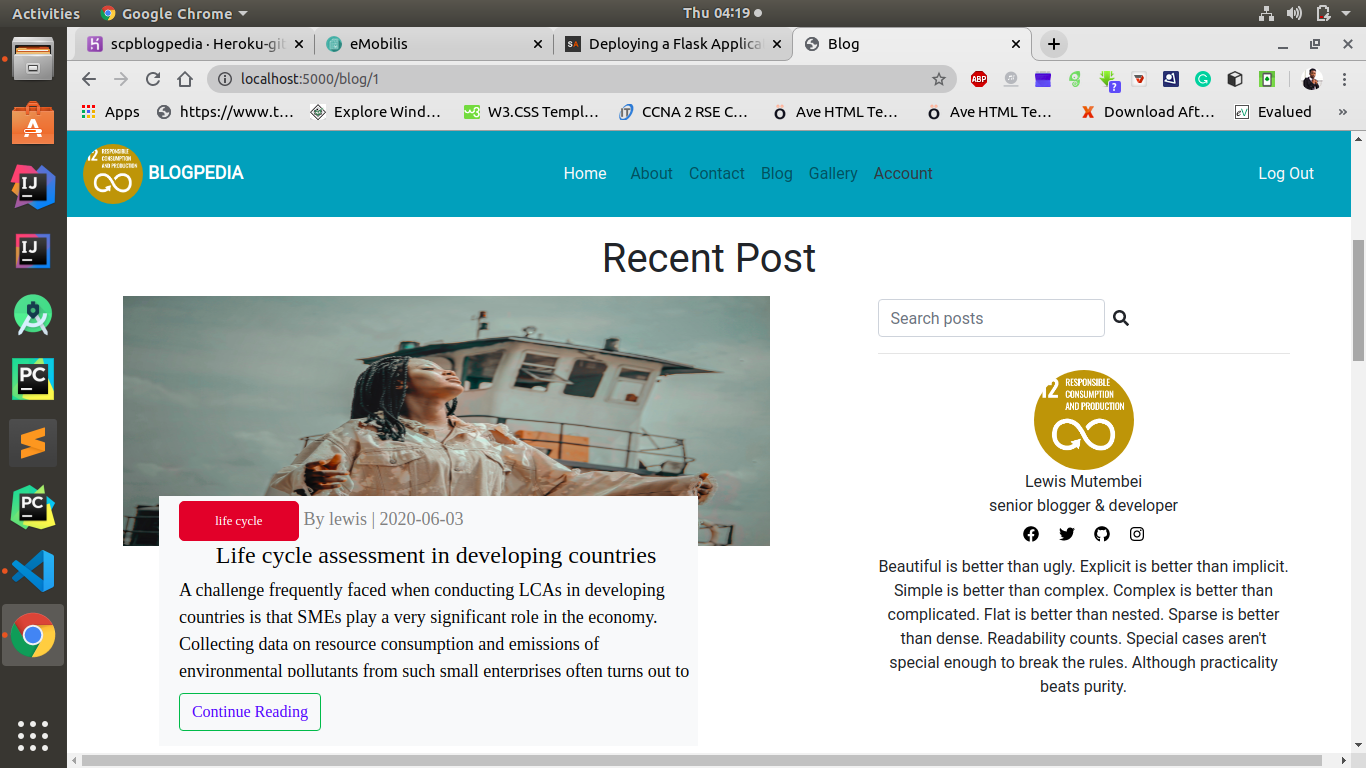 Activities
Google Chrome
Thu 04:19
scpblogpedia · Heroku-git
eMobilis
Deploying a Flask Applica
Blog
localhost:5000/blog/1
ABP
?
Apps
https://www.t…
Explore Wind…
W3.CSS Templ…
CCNA 2 RSE C…
Ave HTML Te…
Ave HTML Te…
Download Aft…
Evalued
»
12 RESPONSIBLE
CONSUMPTION
AND PRODUCTION
BLOGPEDIA
Home
About
Contact
Blog
Gallery
Account
Log Out
Recent Post
Search posts
12 RESPONSIBLE
CONSUMPTION
AND PRODUCTION
Lewis Mutembei
senior blogger & developer
Beautiful is better than ugly. Explicit is better than implicit.
Simple is better than complex. Complex is better than
complicated. Flat is better than nested. Sparse is better
than dense. Readability counts. Special cases aren't
special enough to break the rules. Although practicality
beats purity.
life cycle
By lewis | 2020-06-03
Life cycle assessment in developing countries
A challenge frequently faced when conducting LCAs in developing
countries is that SMEs play a very significant role in the economy.
Collecting data on resource consumption and emissions of
environmental pollutants from such small enterprises often turns out to
Continue Reading
IJ
IJ
PC
PC